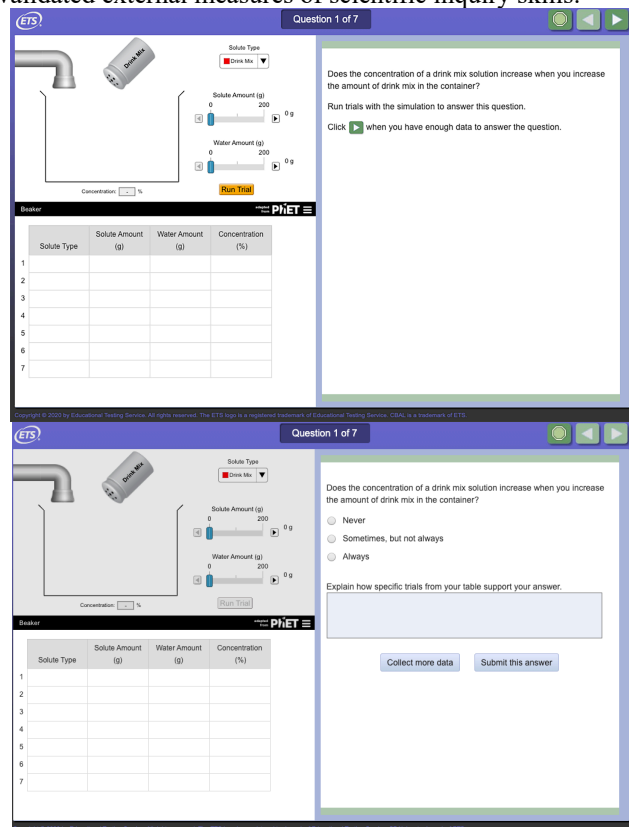 validated external measures of scientific inquiry skills.
ETS
Question 1 of 7
Drink Mix
Solute Type
Drink Mix
Solute Amount (g)
0 200
0 g
Water Amount (g)
0 200
0 g
Concentration: - %
Run Trial
Beaker
adapted from PhET
Solute Type Solute Amount (g) Water Amount (g) Concentration (%)
1
2
3
4
5
6
7
Does the concentration of a drink mix solution increase when you increase
the amount of drink mix in the container?
Run trials with the simulation to answer this question.
Click when you have enough data to answer the question.
Copyright © 2020 by Educational Testing Service. All rights reserved. The ETS logo is a registered trademark of Educational Testing Service. CBAL is a trademark of ETS.
ETS
Question 1 of 7
Drink Mix
Solute Type
Drink Mix
Solute Amount (g)
0 200
0 g
Water Amount (g)
0 200
0 g
Concentration: - %
Run Trial
Beaker
adapted from PhET
Solute Type Solute Amount (g) Water Amount (g) Concentration (%)
1
2
3
4
5
6
7
Does the concentration of a drink mix solution increase when you increase
the amount of drink mix in the container?
Never
Sometimes, but not always
Always
Explain how specific trials from your table support your answer.
Collect more data Submit this answer